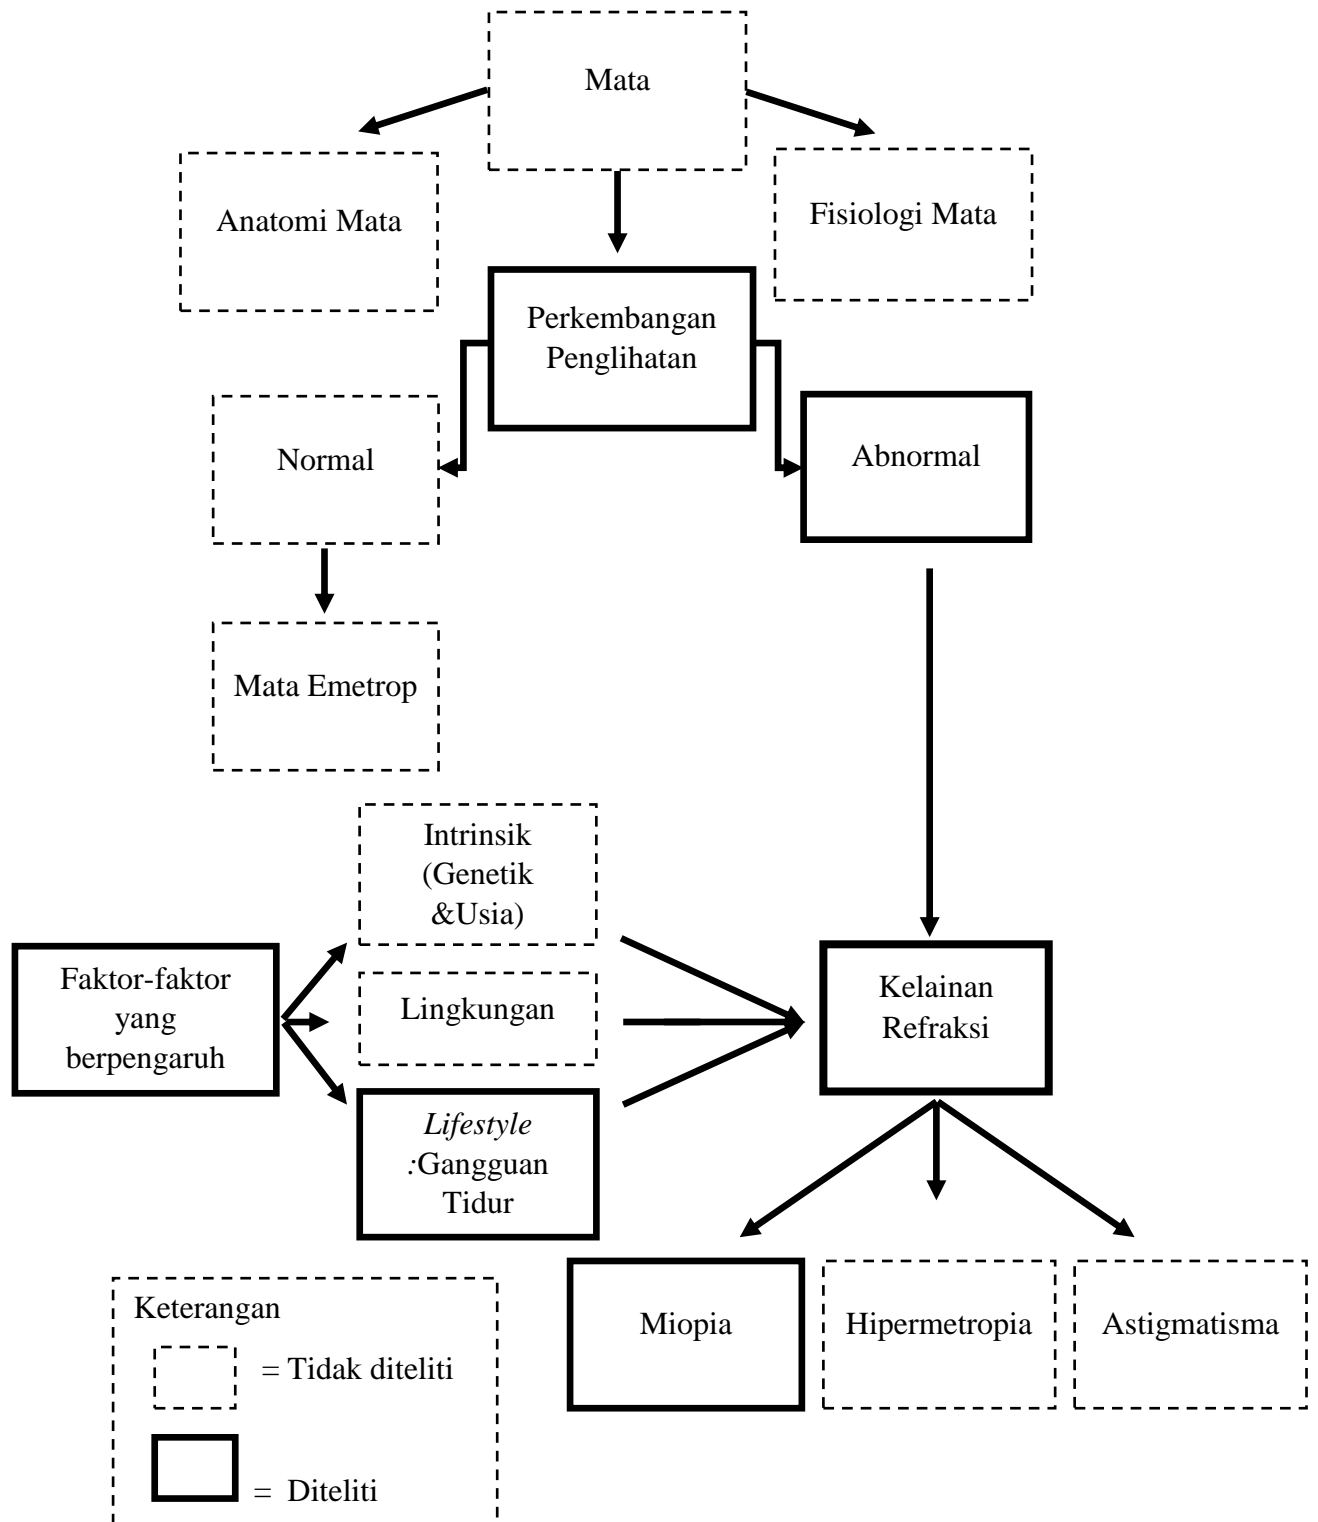 Mata
Anatomi Mata
Fisiologi Mata
Perkembangan
Penglihatan
Normal
Abnormal
Mata Emetrop
Intrinsik
(Genetik
&Usia)
Faktor-faktor
yang
berpengaruh
Lingkungan
Kelainan
Refraksi
Lifestyle
:Gangguan
Tidur
Miopia
Hipermetropia
Astigmatisma
Keterangan
= Tidak diteliti
= Diteliti